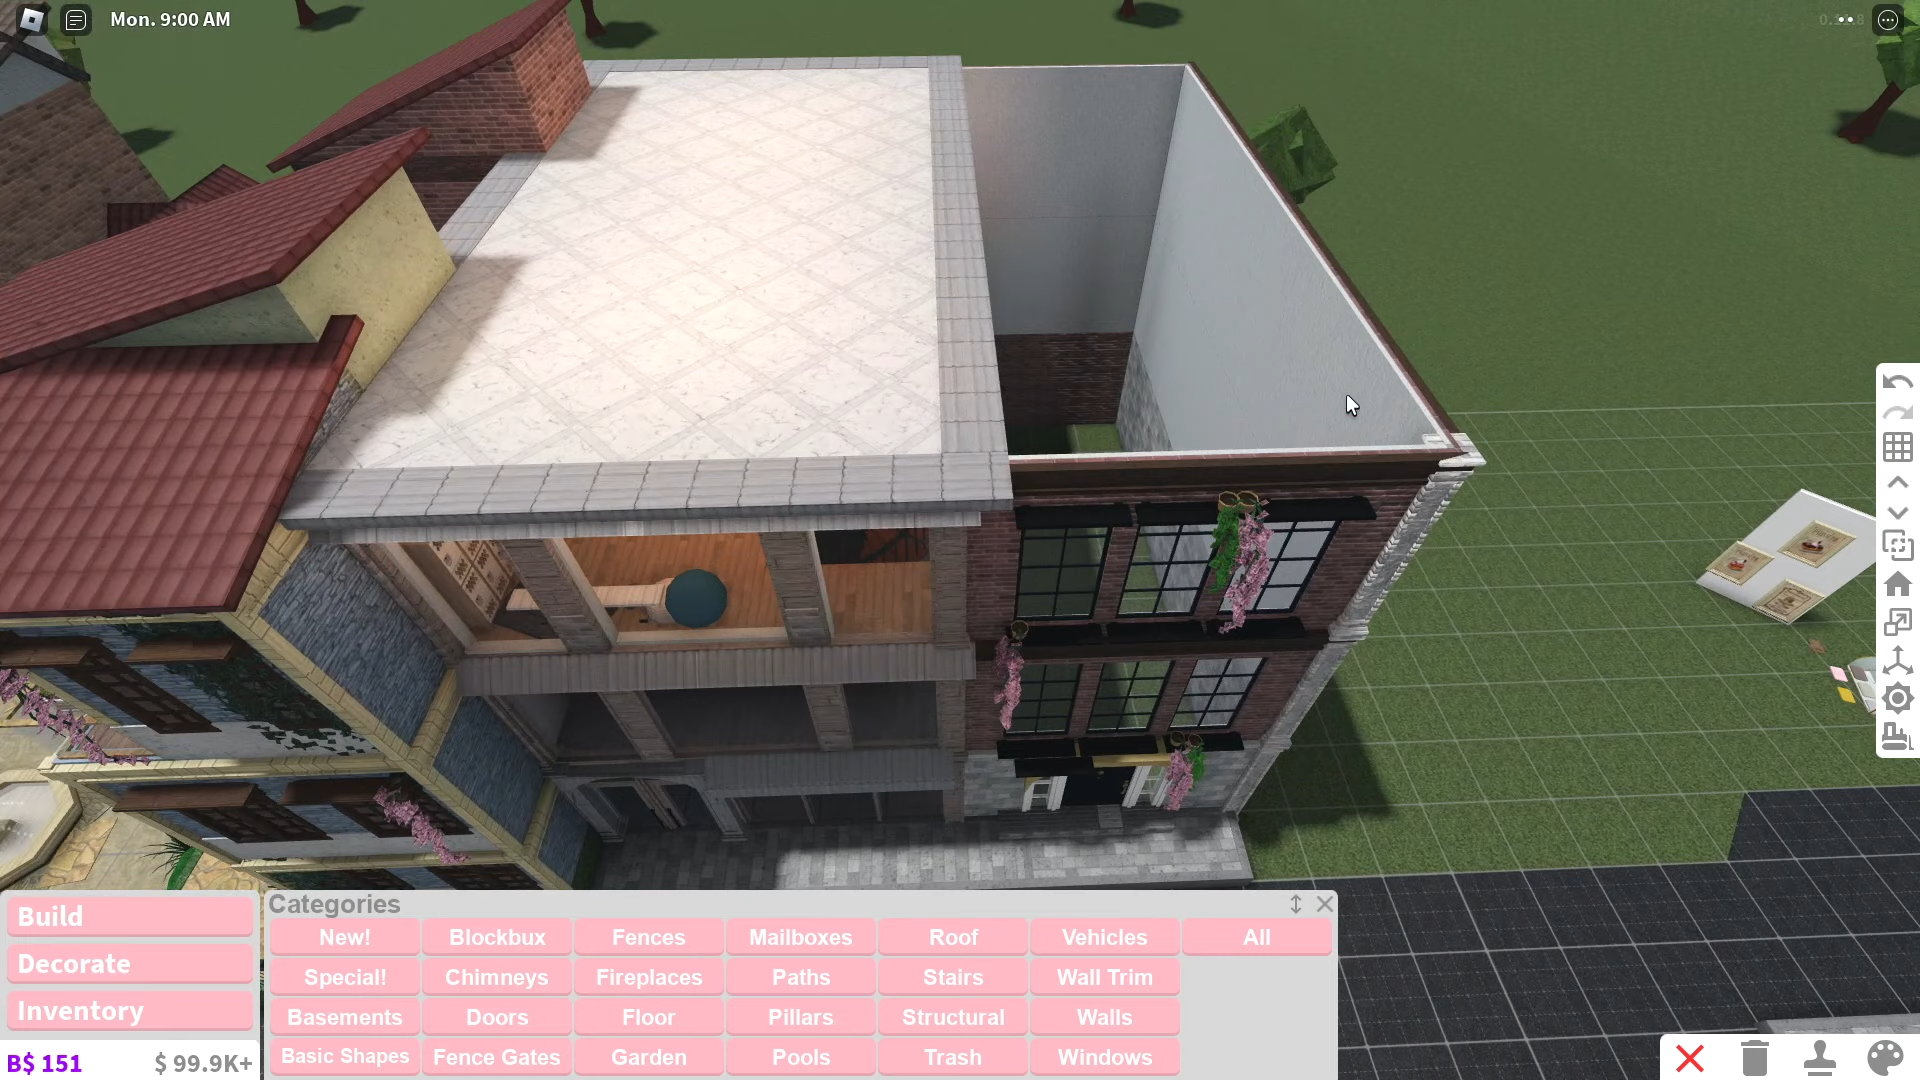 Mon. 9:00 AM
Build
Decorate
Inventory
B$ 151
$ 99.9K+
Categories
New!
Blockbux
Fences
Mailboxes
Roof
Vehicles
All
Special!
Chimneys
Fireplaces
Paths
Stairs
Wall Trim
Basements
Doors
Floor
Pillars
Structural
Walls
Basic Shapes
Fence Gates
Garden
Pools
Trash
Windows